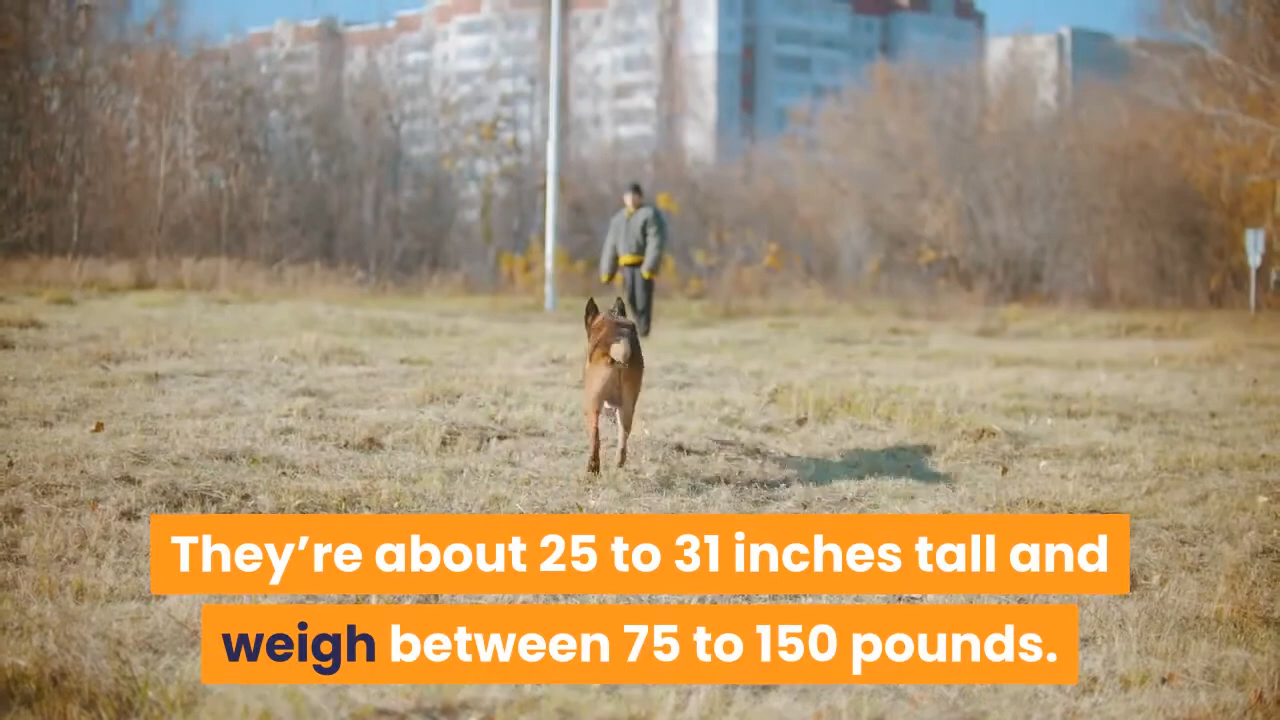 They’re about 25 to 31 inches tall and
weigh between 75 to 150 pounds.